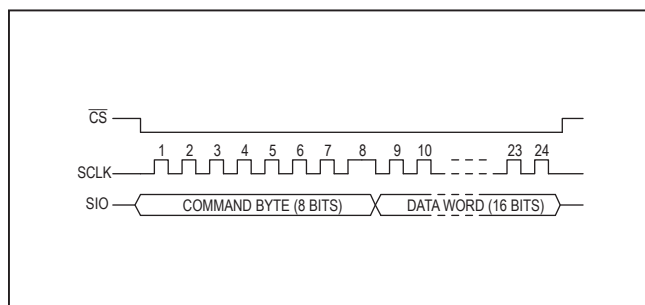 C̅S̅
1 2 3 4 5 6 7 8 9 10 23 24
SCLK
SIO COMMAND BYTE (8 BITS) DATA WORD (16 BITS)